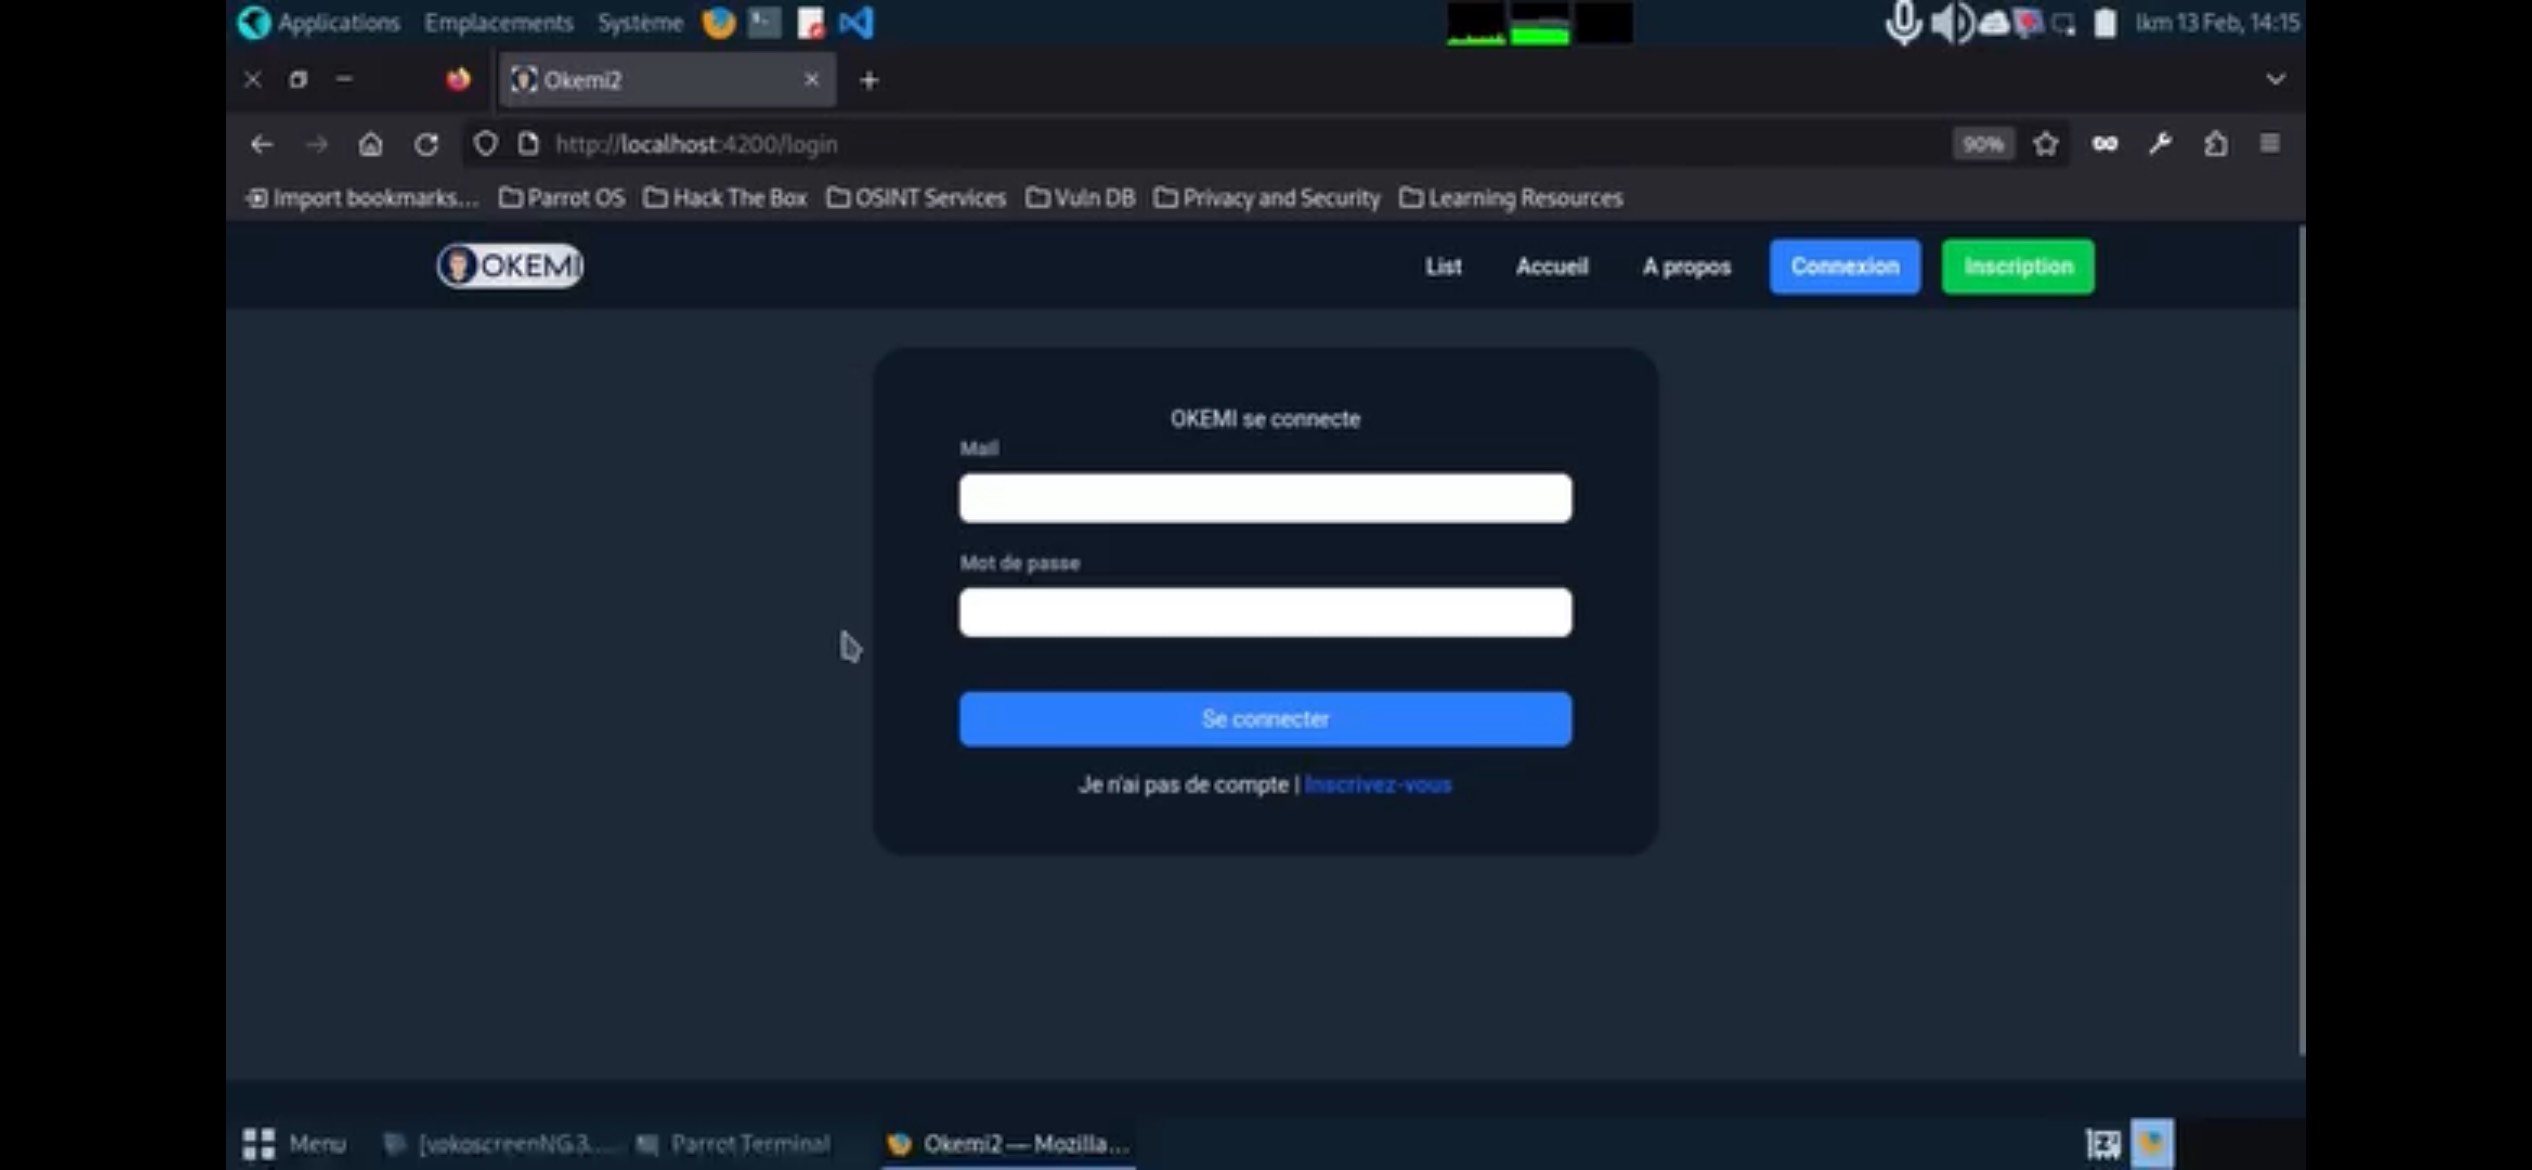 Applications Emplacements Système
lkm 13 Feb, 14:15
Okemi2
http://localhost:4200/login
90%
Import bookmarks... Parrot OS Hack The Box OSINT Services Vuln DB Privacy and Security Learning Resources
OKEMI List Accueil A propos Connexion Inscription
OKEMI se connecte
Mail
Mot de passe
Se connecter
Je n'ai pas de compte | Inscrivez-vous
Menu [vokoscreenNG 3.... Parrot Terminal Okemi2 — Mozilla...